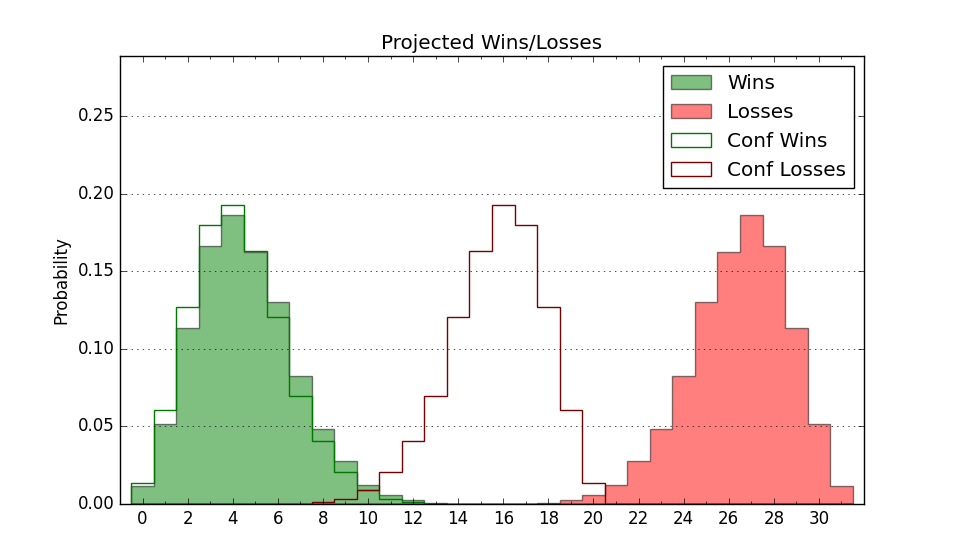 Projected Wins/Losses
Wins
Losses
Conf Wins
Conf Losses
Probability
0.25
0.20
0.15
0.10
0.05
0.00
0 2 4 6 8 10 12 14 16 18 20 22 24 26 28 30